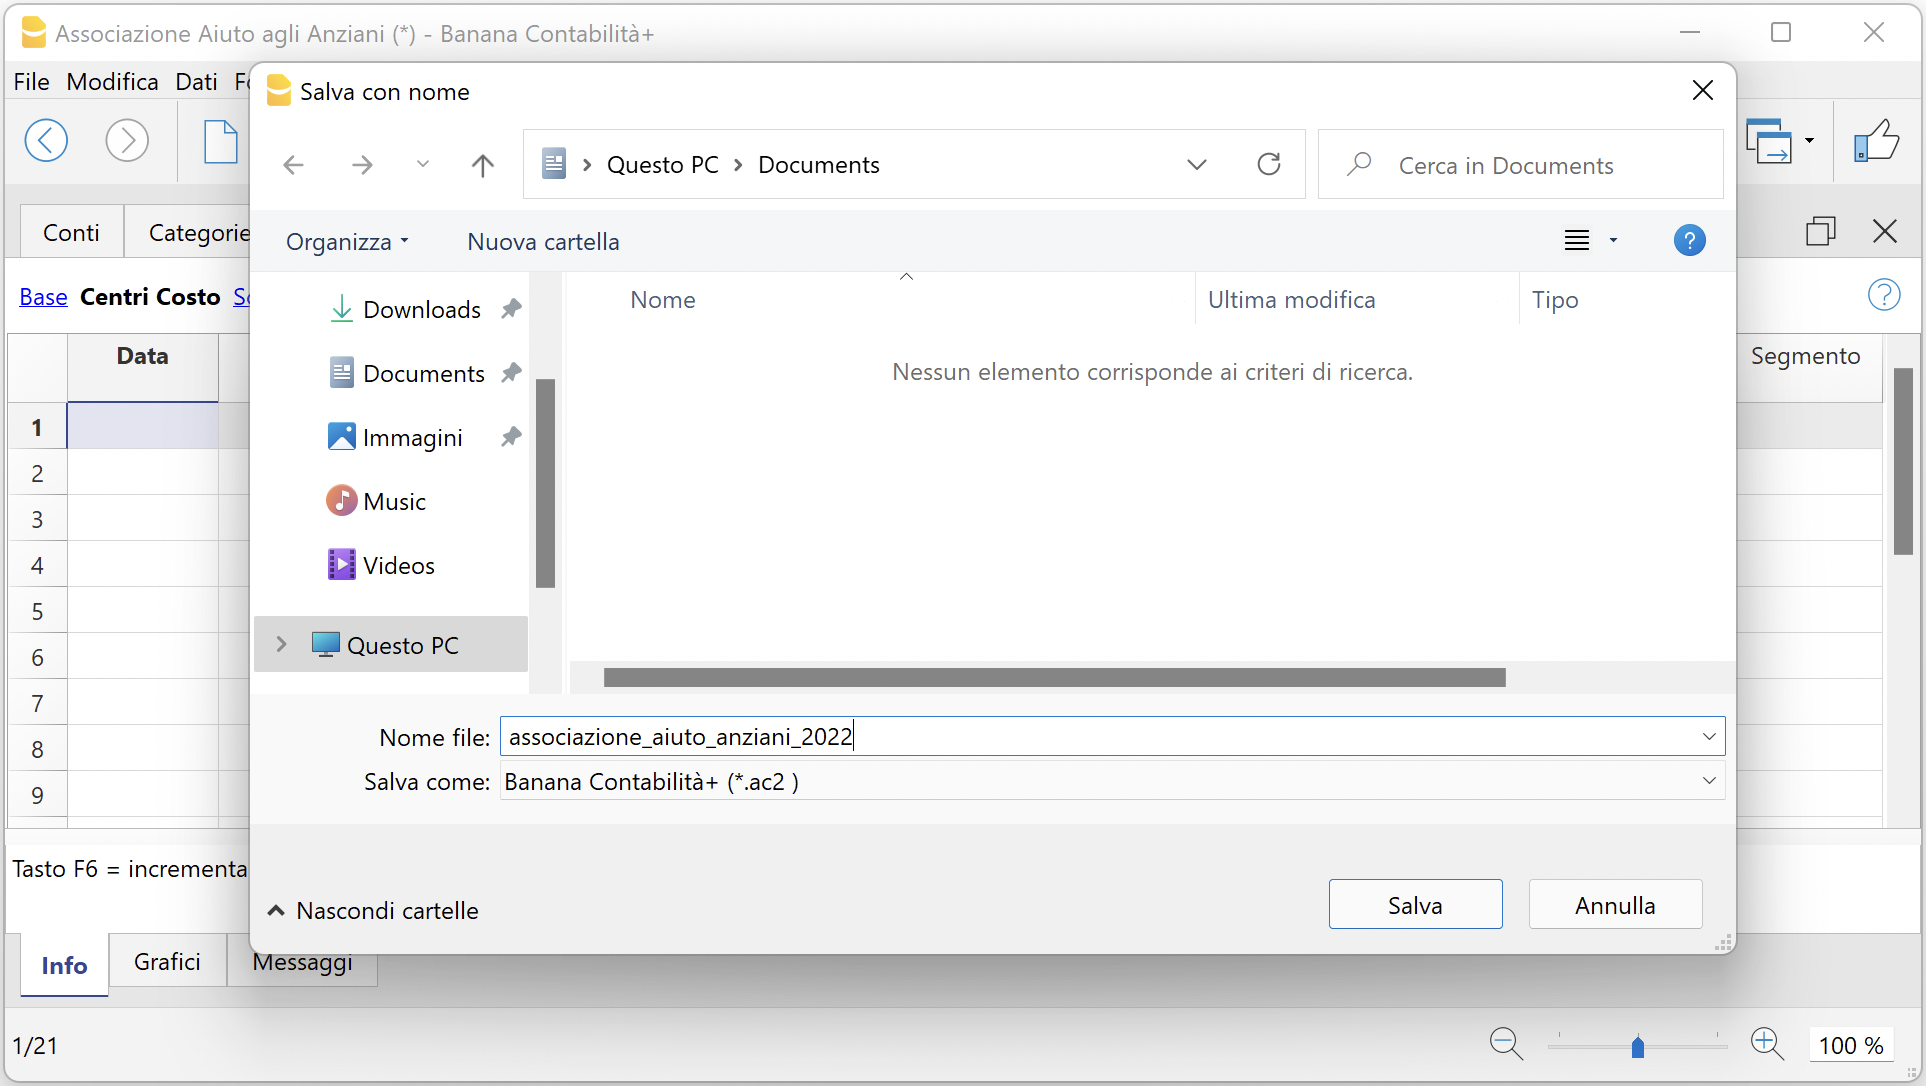 Associazione Aiuto agli Anziani (*) - Banana Contabilità+
File Modifica Dati
Salva con nome
Questo PC > Documents
Cerca in Documents
Organizza
Nuova cartella
?
Conti
Categorie
Base Centri Costo
?
Downloads
Documents
Immagini
Music
Videos
Questo PC
Nome
Ultima modifica
Tipo
Nessun elemento corrisponde ai criteri di ricerca.
Data
Segmento
1
2
3
4
5
6
7
8
9
Nome file: associazione_aiuto_anziani_2022
Salva come: Banana Contabilità+ (*.ac2 )
Tasto F6 = incrementa
Nascondi cartelle
Salva
Annulla
Info
Grafici
Messaggi
1/21
100 %